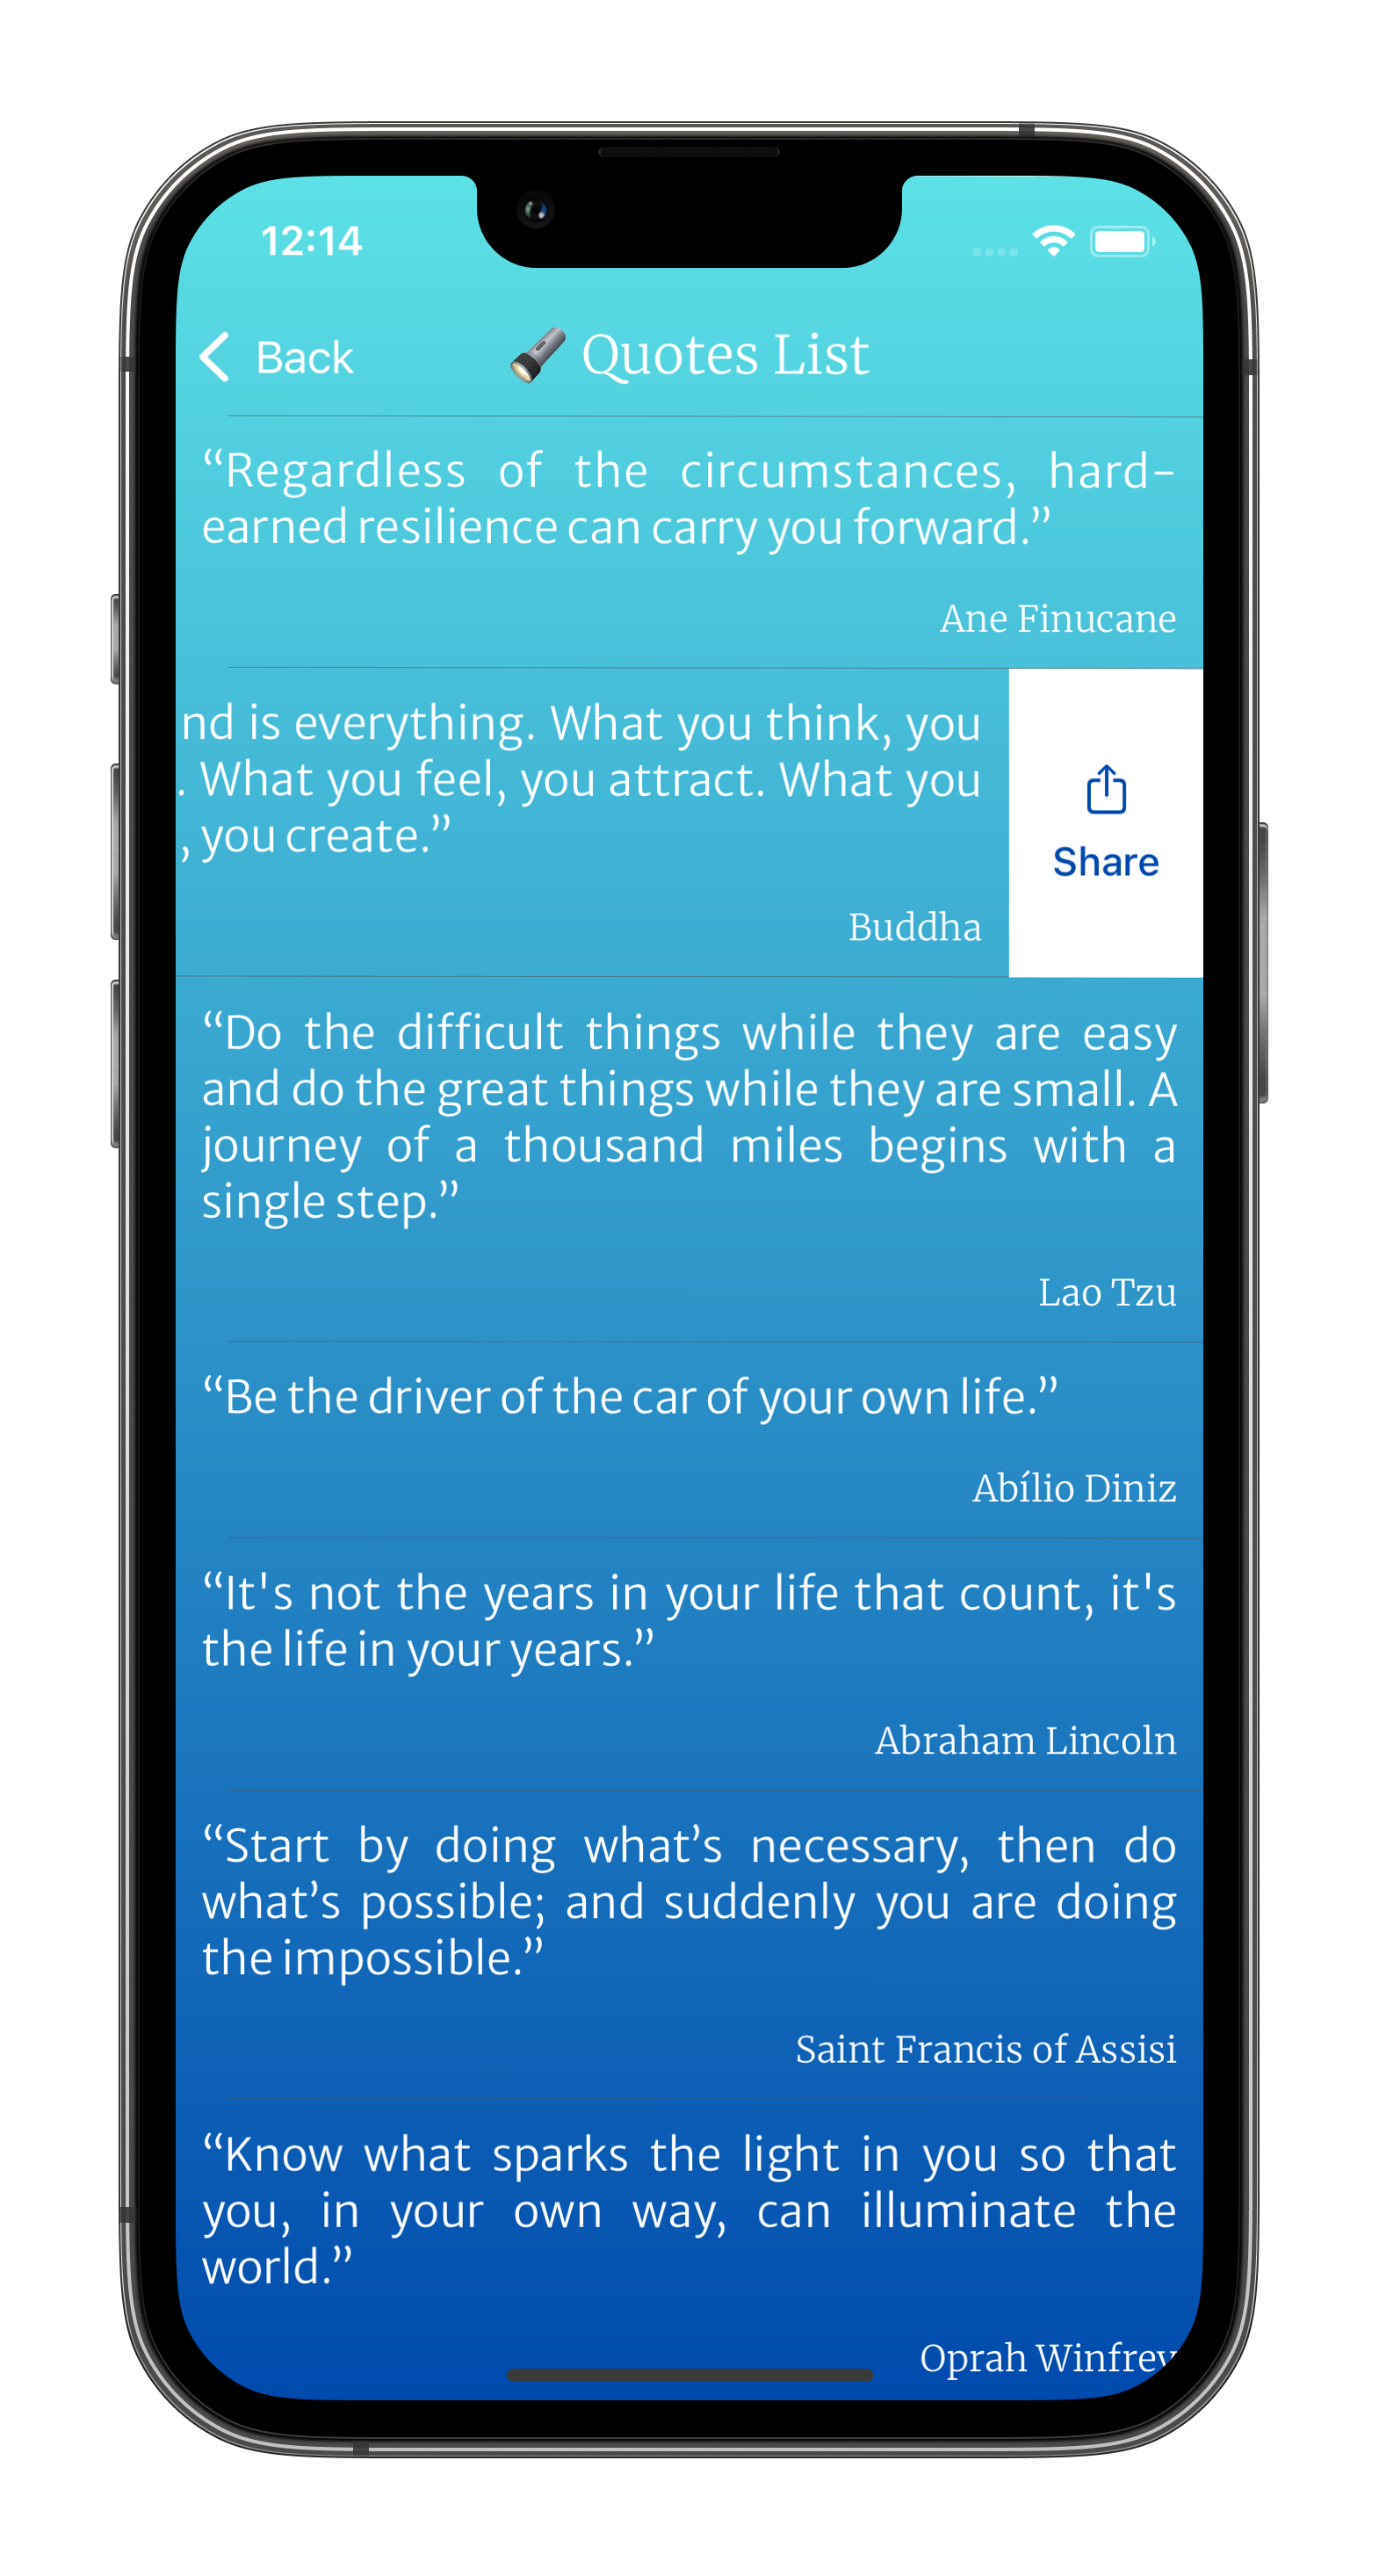 12:14
Back
Quotes List
“Regardless of the circumstances, hard-
earned resilience can carry you forward.”
Ane Finucane
nd is everything. What you think, you
. What you feel, you attract. What you
, you create.”
Buddha
Share
“Do the difficult things while they are easy
and do the great things while they are small. A
journey of a thousand miles begins with a
single step.”
Lao Tzu
“Be the driver of the car of your own life.”
Abílio Diniz
“It's not the years in your life that count, it's
the life in your years.”
Abraham Lincoln
“Start by doing what’s necessary, then do
what’s possible; and suddenly you are doing
the impossible.”
Saint Francis of Assisi
“Know what sparks the light in you so that
you, in your own way, can illuminate the
world.”
Oprah Winfrey